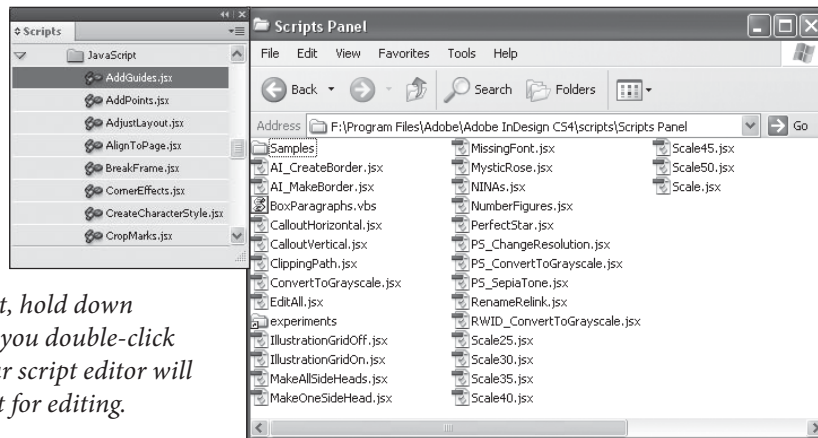 Scripts
JavaScript
AddGuides.jsx
AddPoints.jsx
AdjustLayout.jsx
AlignToPage.jsx
BreakFrame.jsx
CornerEffects.jsx
CreateCharacterStyle.jsx
CropMarks.jsx
t, hold down
you double-click
r script editor will
t for editing.
Scripts Panel
File Edit View Favorites Tools Help
Back Search Folders
Address F:\Program Files\Adobe\Adobe InDesign CS4\scripts\Scripts Panel Go
Samples
AI_CreateBorder.jsx
AI_MakeBorder.jsx
BoxParagraphs.vbs
CalloutHorizontal.jsx
CalloutVertical.jsx
ClippingPath.jsx
ConvertToGrayscale.jsx
EditAll.jsx
experiments
IllustrationGridOff.jsx
IllustrationGridOn.jsx
MakeAllSideHeads.jsx
MakeOneSideHead.jsx
MissingFont.jsx
MysticRose.jsx
NINAs.jsx
NumberFigures.jsx
PerfectStar.jsx
PS_ChangeResolution.jsx
PS_ConvertToGrayscale.jsx
PS_SepiaTone.jsx
RenameRelink.jsx
RWID_ConvertToGrayscale.jsx
Scale25.jsx
Scale30.jsx
Scale35.jsx
Scale40.jsx
Scale45.jsx
Scale50.jsx
Scale.jsx